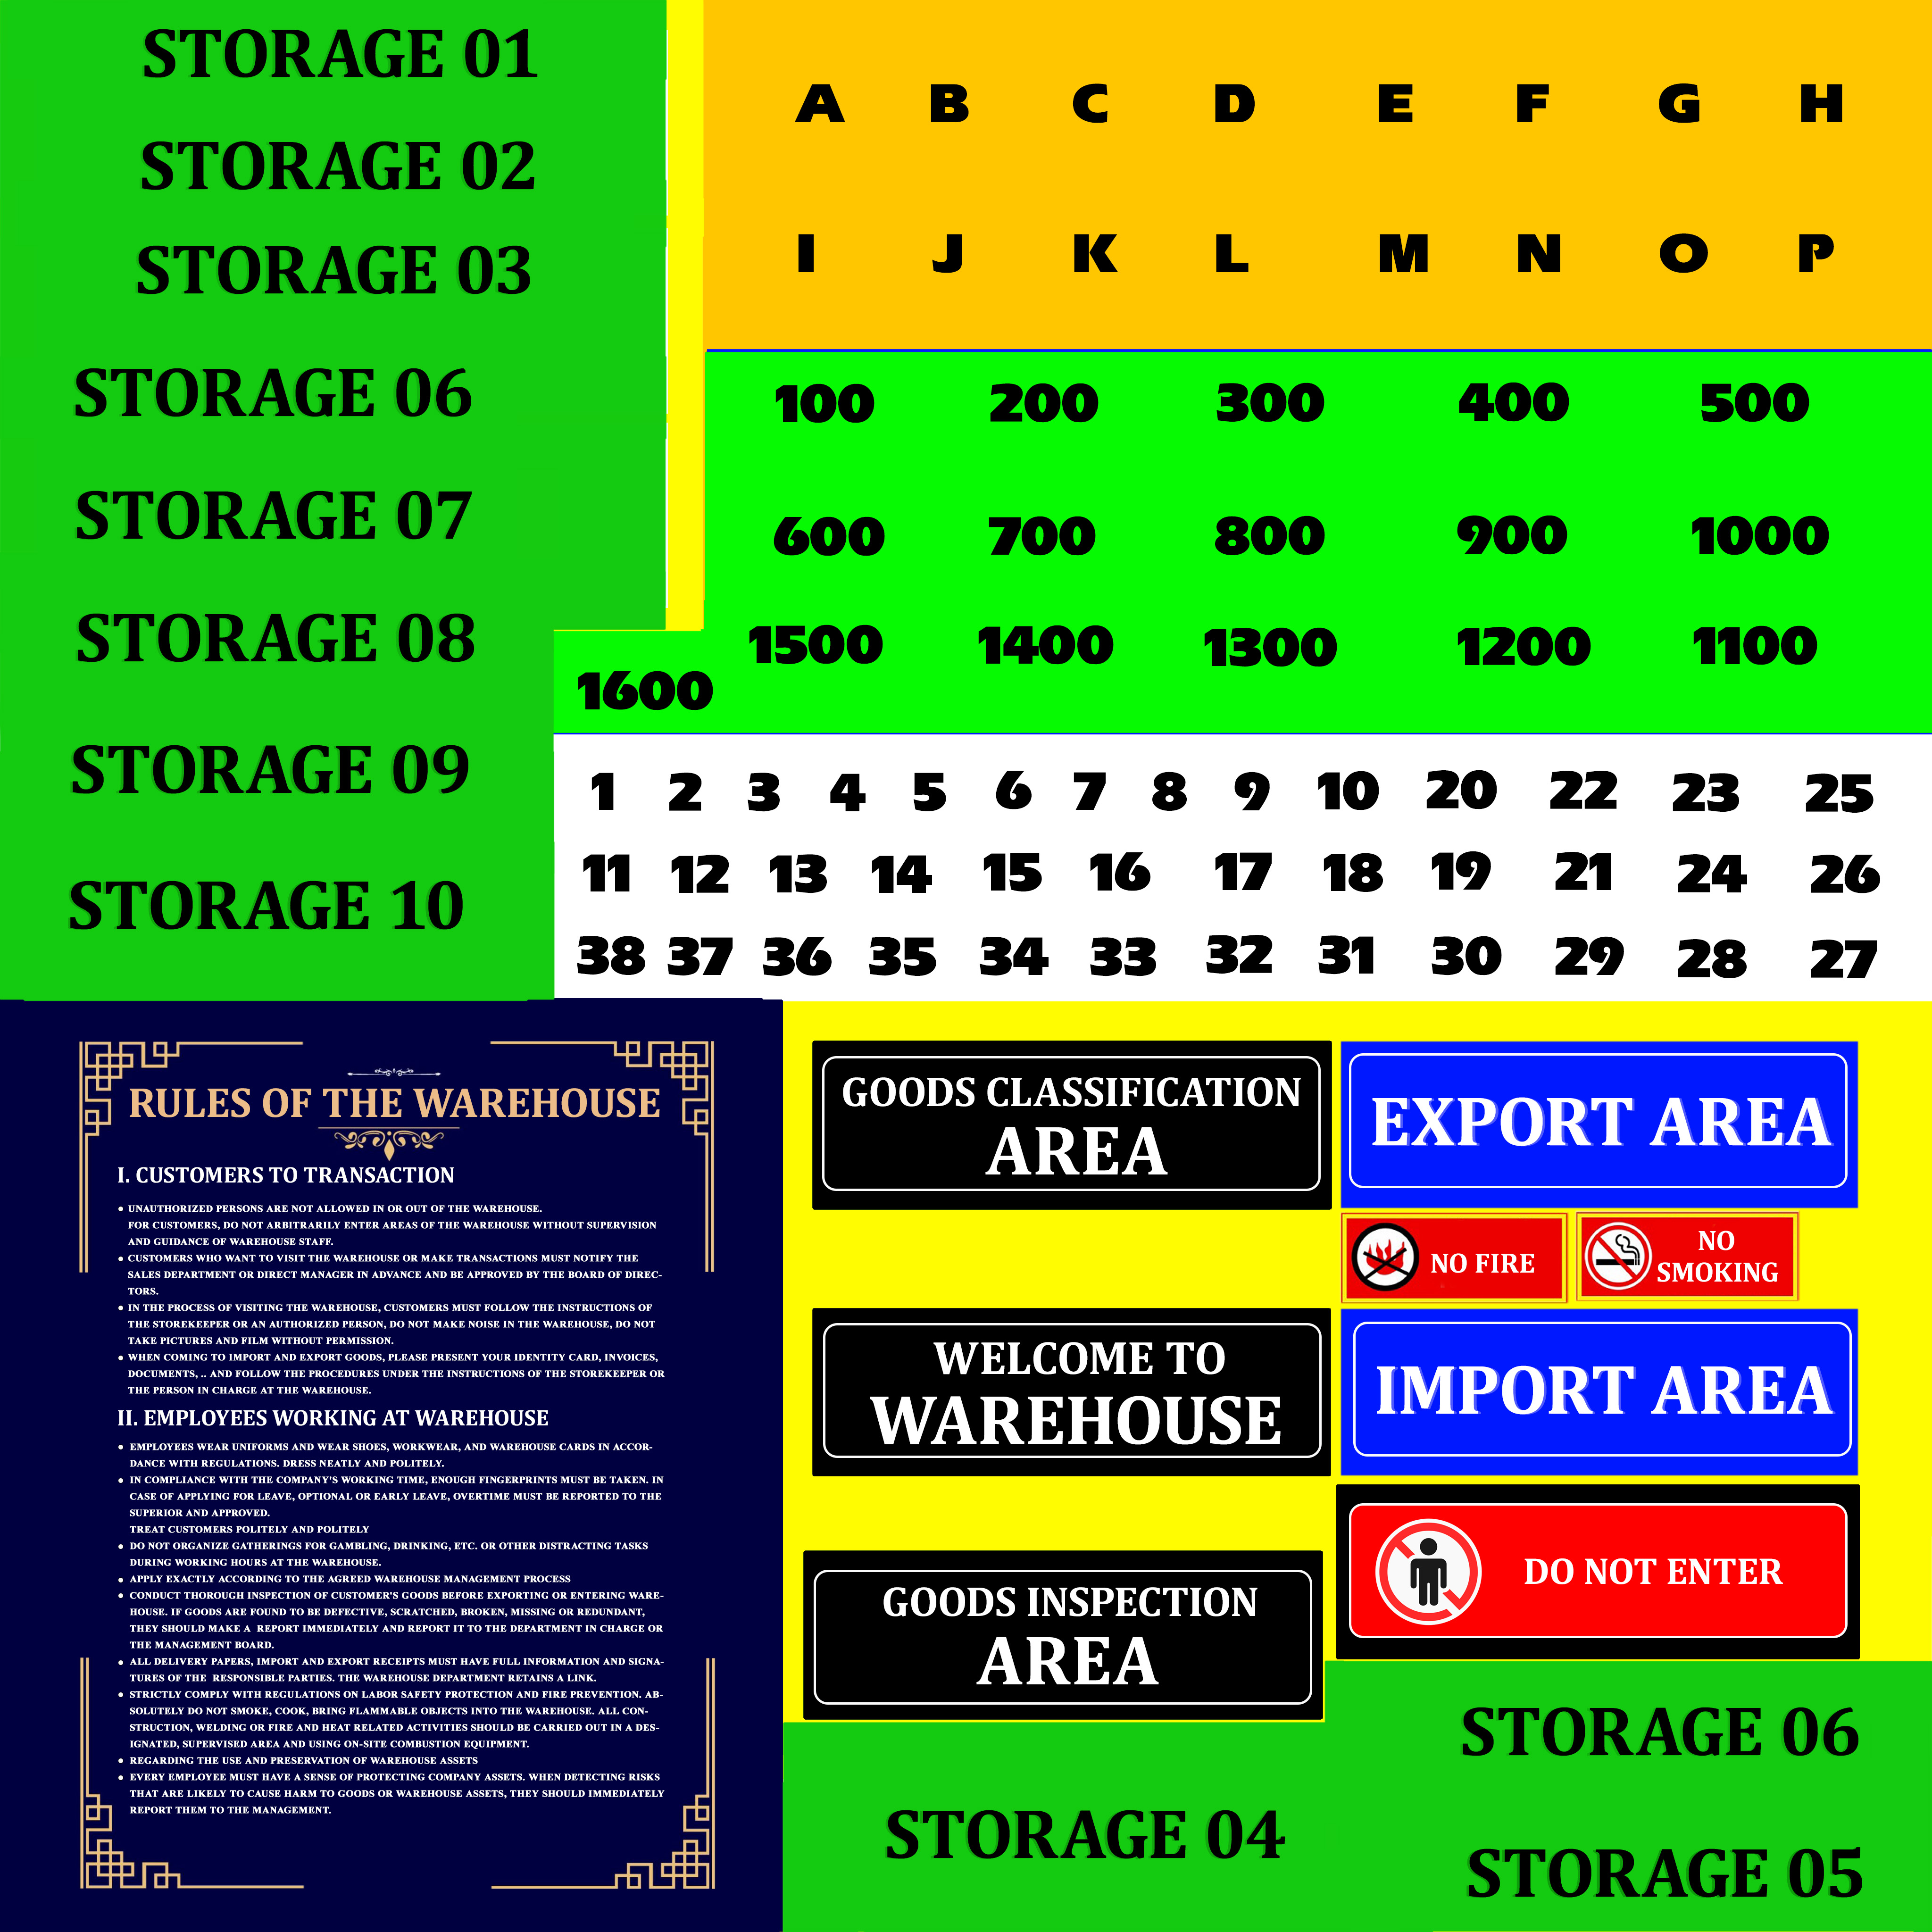 STORAGE 01
STORAGE 02
STORAGE 03
STORAGE 06
STORAGE 07
STORAGE 08
STORAGE 09
STORAGE 10
A B C D E F G H
I J K L M N O P
100 200 300 400 500
600 700 800 900 1000
1500 1400 1300 1200 1100
1600
1 2 3 4 5 6 7 8 9 10 20 22 23 25
11 12 13 14 15 16 17 18 19 21 24 26
38 37 36 35 34 33 32 31 30 29 28 27
RULES OF THE WAREHOUSE
I. CUSTOMERS TO TRANSACTION
• UNAUTHORIZED PERSONS ARE NOT ALLOWED IN OR OUT OF THE WAREHOUSE.
FOR CUSTOMERS, DO NOT ARBITRARILY ENTER AREAS OF THE WAREHOUSE WITHOUT SUPERVISION
AND GUIDANCE OF WAREHOUSE STAFF.
• CUSTOMERS WHO WANT TO VISIT THE WAREHOUSE OR MAKE TRANSACTIONS MUST NOTIFY THE
SALES DEPARTMENT OR DIRECT MANAGER IN ADVANCE AND BE APPROVED BY THE BOARD OF DIREC-
TORS.
• IN THE PROCESS OF VISITING THE WAREHOUSE, CUSTOMERS MUST FOLLOW THE INSTRUCTIONS OF
THE STOREKEEPER OR AN AUTHORIZED PERSON, DO NOT MAKE NOISE IN THE WAREHOUSE, DO NOT
TAKE PICTURES AND FILM WITHOUT PERMISSION.
• WHEN COMING TO IMPORT AND EXPORT GOODS, PLEASE PRESENT YOUR IDENTITY CARD, INVOICES,
DOCUMENTS, .. AND FOLLOW THE PROCEDURES UNDER THE INSTRUCTIONS OF THE STOREKEEPER OR
THE PERSON IN CHARGE AT THE WAREHOUSE.
II. EMPLOYEES WORKING AT WAREHOUSE
• EMPLOYEES WEAR UNIFORMS AND WEAR SHOES, WORKWEAR, AND WAREHOUSE CARDS IN ACCOR-
DANCE WITH REGULATIONS. DRESS NEATLY AND POLITELY.
• IN COMPLIANCE WITH THE COMPANY'S WORKING TIME, ENOUGH FINGERPRINTS MUST BE TAKEN. IN
CASE OF APPLYING FOR LEAVE, OPTIONAL OR EARLY LEAVE, OVERTIME MUST BE REPORTED TO THE
SUPERIOR AND APPROVED.
TREAT CUSTOMERS POLITELY AND POLITELY
• DO NOT ORGANIZE GATHERINGS FOR GAMBLING, DRINKING, ETC. OR OTHER DISTRACTING TASKS
DURING WORKING HOURS AT THE WAREHOUSE.
• APPLY EXACTLY ACCORDING TO THE AGREED WAREHOUSE MANAGEMENT PROCESS
• CONDUCT THOROUGH INSPECTION OF CUSTOMER'S GOODS BEFORE EXPORTING OR ENTERING WARE-
HOUSE. IF GOODS ARE FOUND TO BE DEFECTIVE, SCRATCHED, BROKEN, MISSING OR REDUNDANT,
THEY SHOULD MAKE A REPORT IMMEDIATELY AND REPORT IT TO THE DEPARTMENT IN CHARGE OR
THE MANAGEMENT BOARD.
• ALL DELIVERY PAPERS, IMPORT AND EXPORT RECEIPTS MUST HAVE FULL INFORMATION AND SIGNA-
TURES OF THE RESPONSIBLE PARTIES. THE WAREHOUSE DEPARTMENT RETAINS A LINK.
• STRICTLY COMPLY WITH REGULATIONS ON LABOR SAFETY PROTECTION AND FIRE PREVENTION. AB-
SOLUTELY DO NOT SMOKE, COOK, BRING FLAMMABLE OBJECTS INTO THE WAREHOUSE. ALL CON-
STRUCTION, WELDING OR FIRE AND HEAT RELATED ACTIVITIES SHOULD BE CARRIED OUT IN A DES-
IGNATED, SUPERVISED AREA AND USING ON-SITE COMBUSTION EQUIPMENT.
• REGARDING THE USE AND PRESERVATION OF WAREHOUSE ASSETS
• EVERY EMPLOYEE MUST HAVE A SENSE OF PROTECTING COMPANY ASSETS. WHEN DETECTING RISKS
THAT ARE LIKELY TO CAUSE HARM TO GOODS OR WAREHOUSE ASSETS, THEY SHOULD IMMEDIATELY
REPORT THEM TO THE MANAGEMENT.
GOODS CLASSIFICATION
AREA
EXPORT AREA
NO FIRE
NO
SMOKING
WELCOME TO
WAREHOUSE
IMPORT AREA
GOODS INSPECTION
AREA
DO NOT ENTER
STORAGE 06
STORAGE 04
STORAGE 05